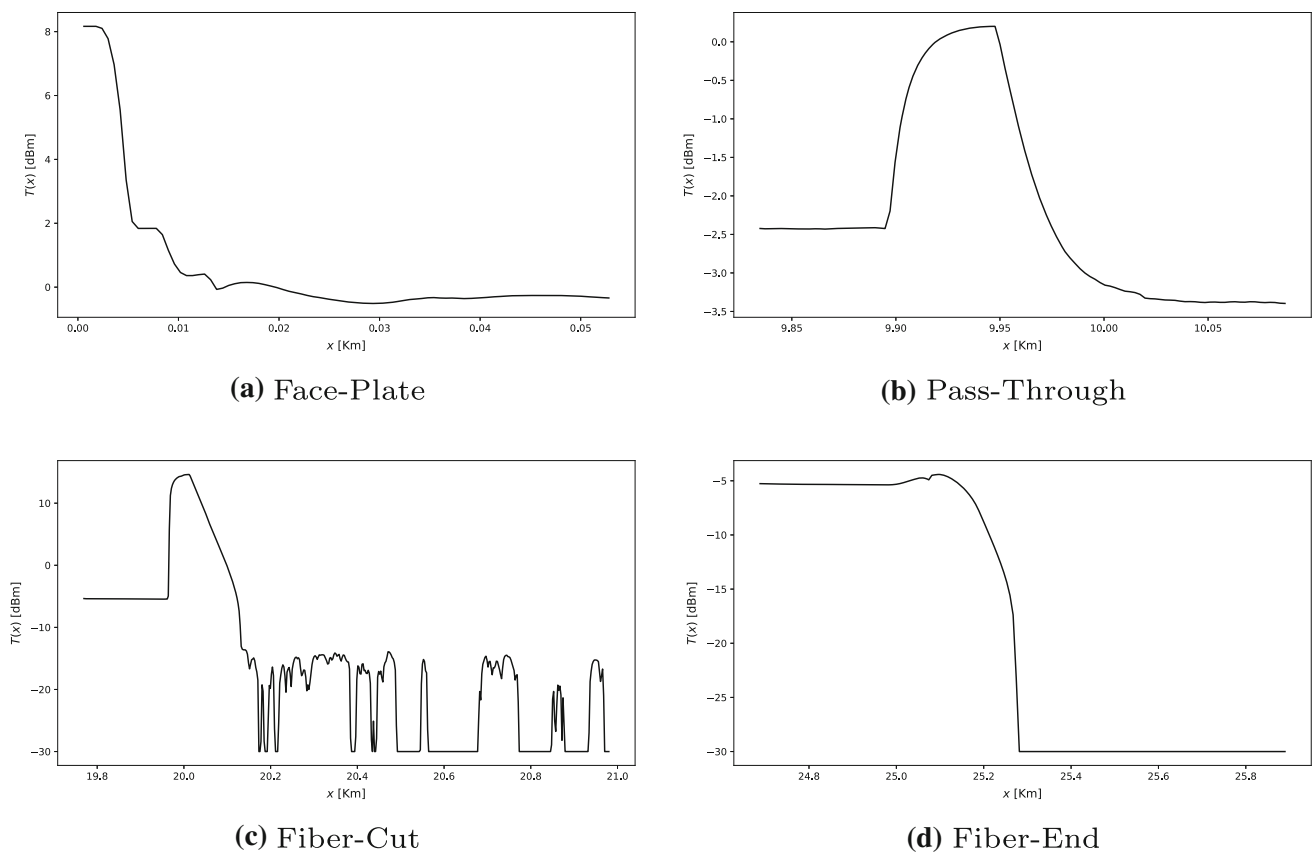 8
6
4
2
0
T(x) [dBm]
0.00 0.01 0.02 0.03 0.04 0.05
x [Km]
(a) Face-Plate
0.0
−0.5
−1.0
−1.5
−2.0
−2.5
−3.0
−3.5
T(x) [dBm]
9.85 9.90 9.95 10.00 10.05
x [Km]
(b) Pass-Through
10
0
−10
−20
−30
T(x) [dBm]
19.8 20.0 20.2 20.4 20.6 20.8 21.0
x [Km]
(c) Fiber-Cut
−5
−10
−15
−20
−25
−30
T(x) [dBm]
24.8 25.0 25.2 25.4 25.6 25.8
x [Km]
(d) Fiber-End